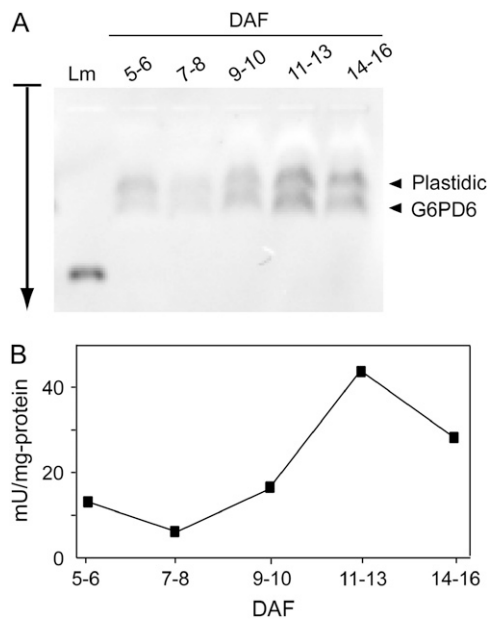 A
DAF
Lm 5-6 7-8 9-10 11-13 14-16
Plastidic
G6PD6
B
mU/mg-protein
40
20
0
5-6 7-8 9-10 11-13 14-16
DAF